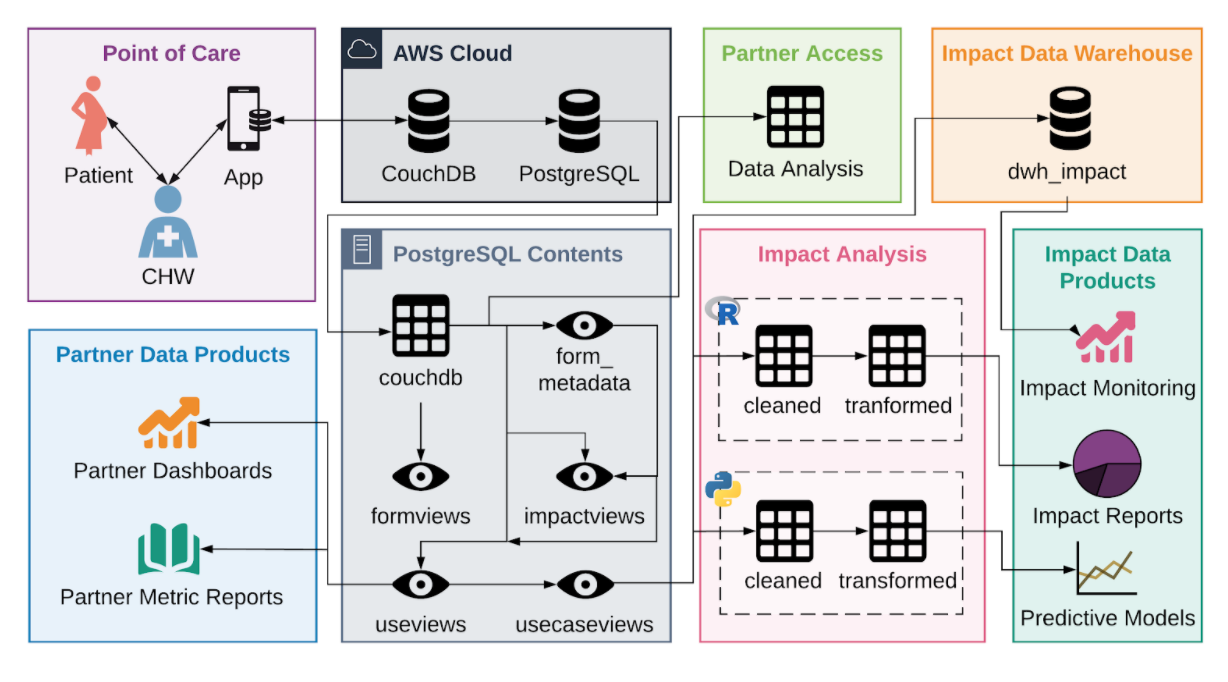 Point of Care
Patient
App
CHW
AWS Cloud
CouchDB
PostgreSQL
Partner Access
Data Analysis
Impact Data Warehouse
dwh_impact
Partner Data Products
Partner Dashboards
Partner Metric Reports
PostgreSQL Contents
couchdb
form_
metadata
formviews
impactviews
useviews
usecaseviews
Impact Analysis
R
cleaned
tranformed
cleaned
transformed
Impact Data
Products
Impact Monitoring
Impact Reports
Predictive Models